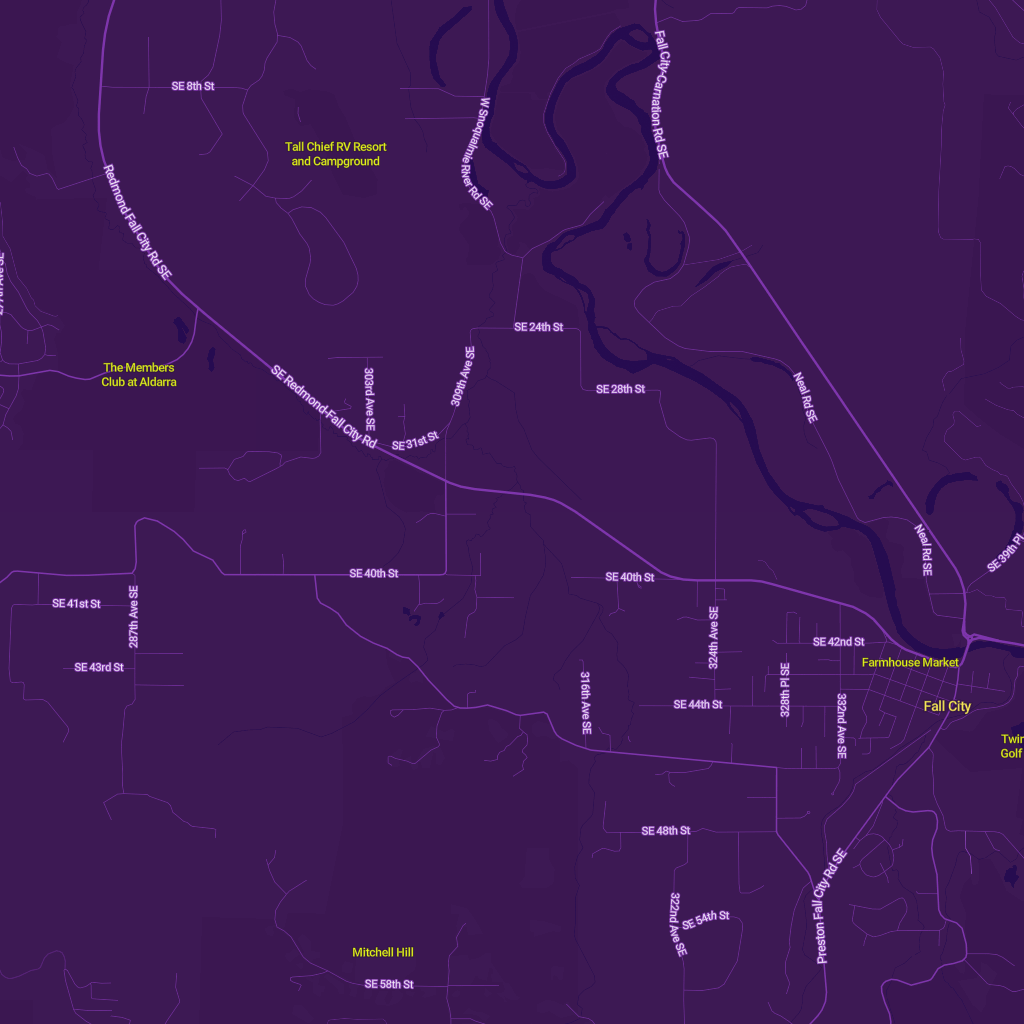 Fall City-Carnation Rd SE
SE 8th St
W Snoqualmie River Rd SE
Tall Chief RV Resort
and Campground
Redmond Fall City Rd SE
277th Ave SE
SE 24th St
The Members
Club at Aldarra
SE Redmond-Fall City Rd
303rd Ave SE
309th Ave SE
SE 28th St
Neal Rd SE
SE 31st St
Neal Rd SE
SE 39th Pl
SE 40th St
SE 40th St
SE 41st St
287th Ave SE
324th Ave SE
SE 42nd St
SE 43rd St
Farmhouse Market
316th Ave SE
328th Pl SE
332nd Ave SE
SE 44th St
Fall City
Twin
Golf
SE 48th St
Preston Fall City Rd SE
322nd Ave SE
SE 54th St
Mitchell Hill
SE 58th St